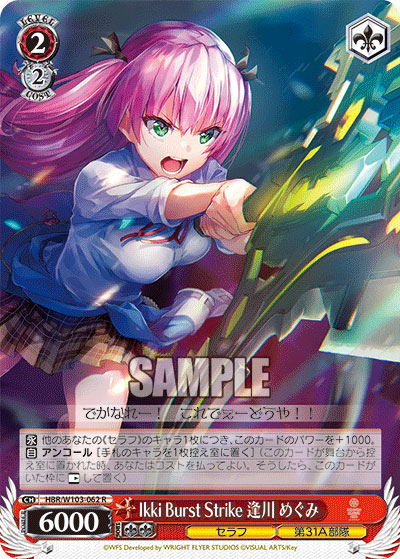 LEVEL
2
2
COST
SAMPLE
でかなれー！　これでぇーどうや！！
永 他のあなたの《セラフ》のキャラ1枚につき、このカードのパワーを＋1000。
自 アンコール ［手札のキャラを1枚控え室に置く］（このカードが舞台から
控え室に置かれた時、あなたはコストを払ってよい。そうしたら、このカー
ドがいた枠に レスト して置く）
CH HBR/W103-062 R
6000
Ikki Burst Strike 逢川 めぐみ
セラフ 第31A部隊
©WFS Developed by WRIGHT FLYER STUDIOS ©VISUAL ARTS/Key